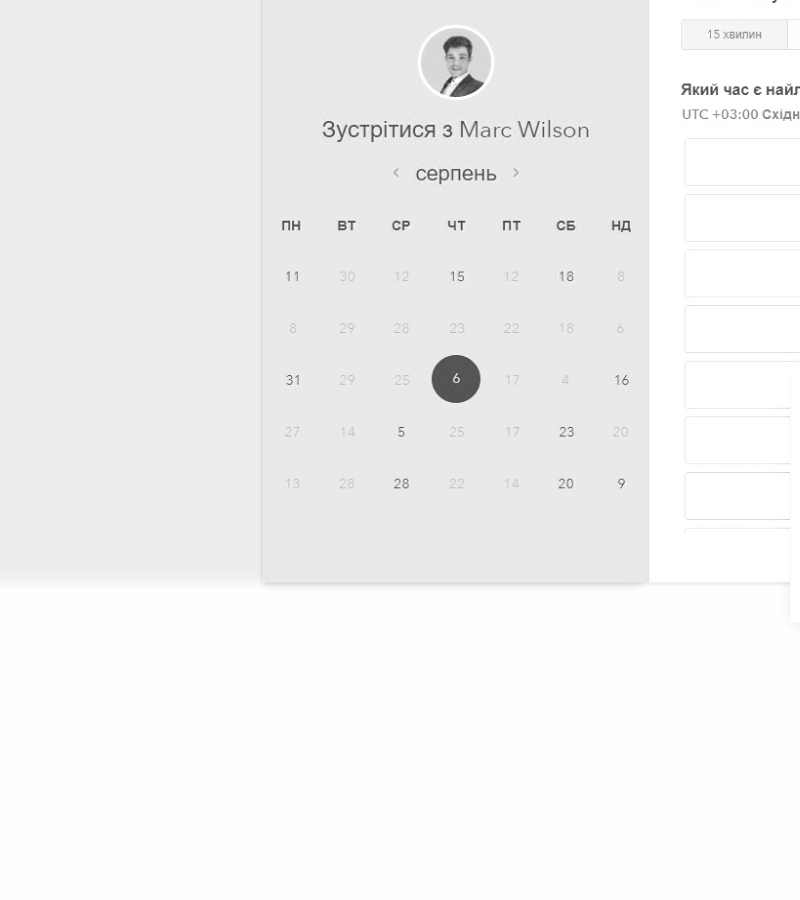 15 хвилин
Зустрітися з Marc Wilson
Який час є
UTC +03:00
серпень
ПН ВТ СР ЧТ ПТ СБ НД
11 30 12 15 12 18 8
8 29 28 23 22 18 6
31 29 25 6 17 4 16
27 14 5 25 17 23 20
13 28 28 22 14 20 9